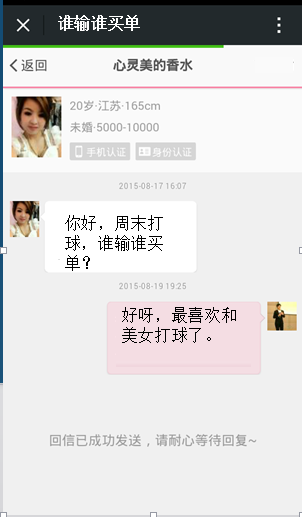 谁输谁买单
返回
心灵美的香水
20岁·江苏·165cm
未婚·5000-10000
手机认证
身份认证
2015-08-17 16:07
你好，周末打
球，谁输谁买
单？
2015-08-19 19:25
好呀，最喜欢和
美女打球了。
回信已成功发送，请耐心等待回复~